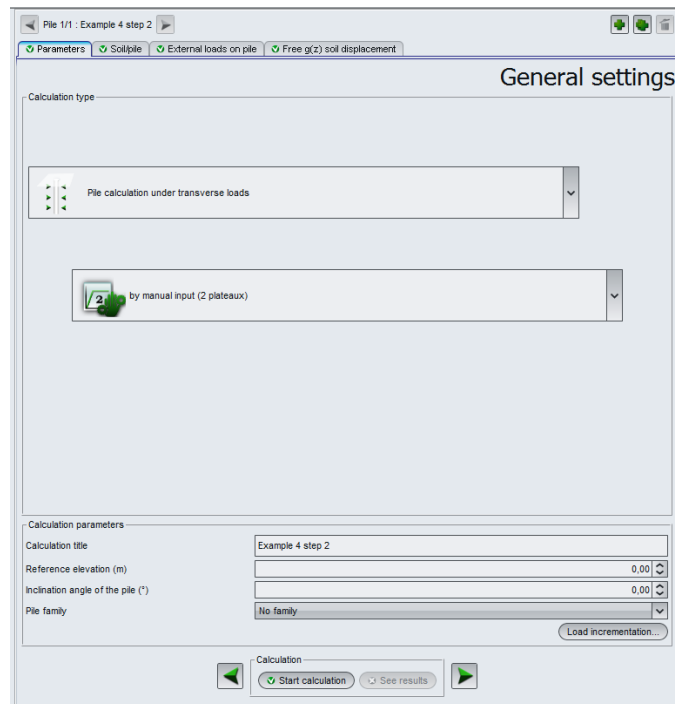 Pile 1/1 : Example 4 step 2
Parameters Soil/pile External loads on pile Free g(z) soil displacement
General settings
Calculation type
Pile calculation under transverse loads
2 by manual input (2 plateaux)
Calculation parameters
Calculation title Example 4 step 2
Reference elevation (m) 0,00
Inclination angle of the pile (°) 0,00
Pile family No family
Load incrementation...
Calculation
Start calculation See results